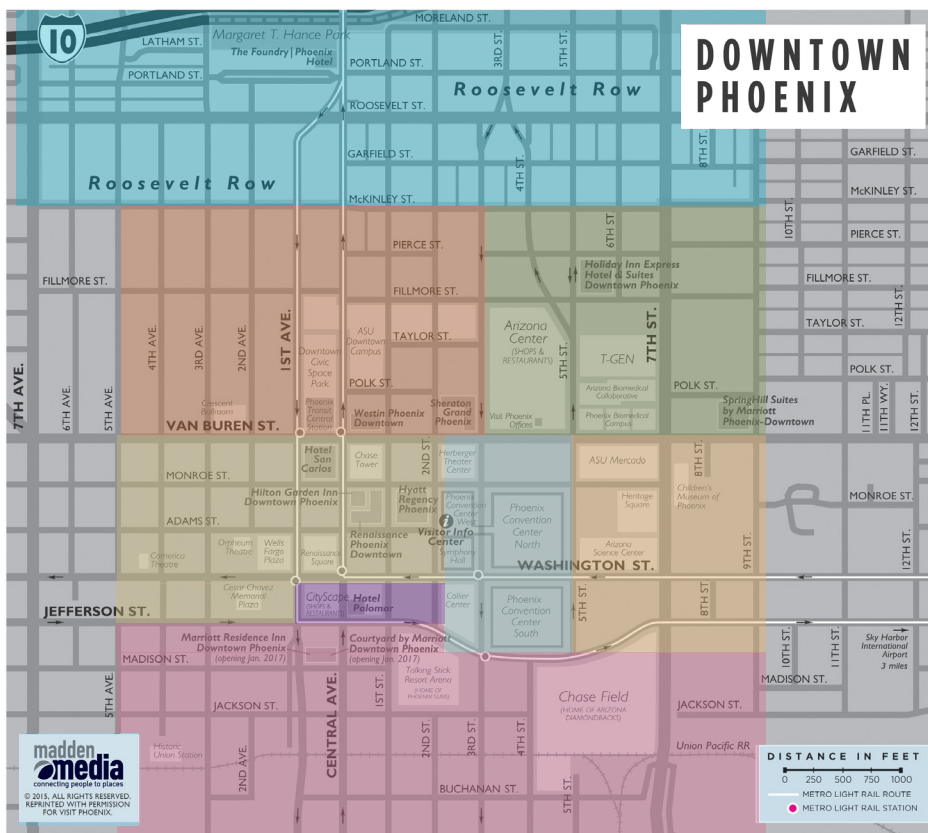 DOWNTOWN
PHOENIX
10
MORELAND ST.
LATHAM ST.
Margaret T. Hance Park
The Foundry | Phoenix
Hotel
PORTLAND ST.
PORTLAND ST.
3RD ST.
5TH ST.
Roosevelt Row
ROOSEVELT ST.
GARFIELD ST.
8TH ST.
GARFIELD ST.
4TH ST.
Roosevelt Row
McKINLEY ST.
McKINLEY ST.
10TH ST.
6TH ST.
PIERCE ST.
PIERCE ST.
FILLMORE ST.
Holiday Inn Express
Hotel & Suites
Downtown Phoenix
FILLMORE ST.
FILLMORE ST.
12TH ST.
4TH AVE.
3RD AVE.
2ND AVE.
1ST AVE.
ASU
Downtown
Campus
TAYLOR ST.
Arizona
Center
(SHOPS &
RESTAURANTS)
5TH ST.
7TH ST.
TAYLOR ST.
Downtown
Civic
Space
Park
T-GEN
POLK ST.
POLK ST.
POLK ST.
7TH AVE.
6TH AVE.
5TH AVE.
Arizona Biomedical
Collaborative
Phoenix Biomedical
Campus
SpringHill Suites
by Marriott
Phoenix-Downtown
11TH PL.
11TH WY.
12TH ST.
Crescent
Ballroom
Phoenix
Transit
Central
Station
Westin Phoenix
Downtown
Sheraton
Grand
Phoenix
Visit Phoenix
Offices
VAN BUREN ST.
Hotel
San
Carlos
Chase
Tower
2ND ST.
Herberger
Theater
Center
ASU Mercado
8TH ST.
MONROE ST.
Children's
Museum of
Phoenix
MONROE ST.
Hilton Garden Inn
Downtown Phoenix
Hyatt
Regency
Phoenix
Phoenix
Convention
Center
West
Phoenix
Convention
Center
North
Heritage
Square
ADAMS ST.
Visitor Info
Center
Renaissance
Phoenix
Downtown
Symphony
Hall
Arizona
Science Center
9TH ST.
12TH ST.
Comerica
Theatre
Orpheum
Theatre
Wells
Fargo
Plaza
Renaissance
Square
WASHINGTON ST.
Cesar Chavez
Memorial
Plaza
CityScape
(SHOPS &
RESTAURANTS)
Hotel
Palomar
Collier
Center
Phoenix
Convention
Center
South
5TH ST.
8TH ST.
JEFFERSON ST.
Marriott Residence Inn
Downtown Phoenix
(opening Jan. 2017)
Courtyard by Marriott
Downtown Phoenix
(opening Jan. 2017)
10TH ST.
11TH ST.
Sky Harbor
International
Airport
3 miles
MADISON ST.
MADISON ST.
5TH AVE.
CENTRAL AVE.
1ST ST.
Talking Stick
Resort Arena
(HOME OF
PHOENIX SUNS)
Chase Field
(HOME OF ARIZONA
DIAMONDBACKS)
JACKSON ST.
JACKSON ST.
2ND ST.
3RD ST.
4TH ST.
Historic
Union Station
2ND AVE.
Union Pacific RR
BUCHANAN ST.
5TH ST.
madden
media
connecting people to places
© 2015, ALL RIGHTS RESERVED.
REPRINTED WITH PERMISSION
FOR VISIT PHOENIX.
DISTANCE IN FEET
0 250 500 750 1000
METRO LIGHT RAIL ROUTE
METRO LIGHT RAIL STATION